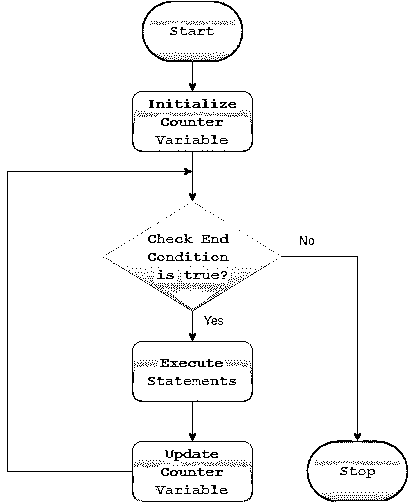 Start
Initialize
Counter
Variable
Check End
Condition
is true?
No
Yes
Execute
Statements
Update
Counter
Variable
Stop